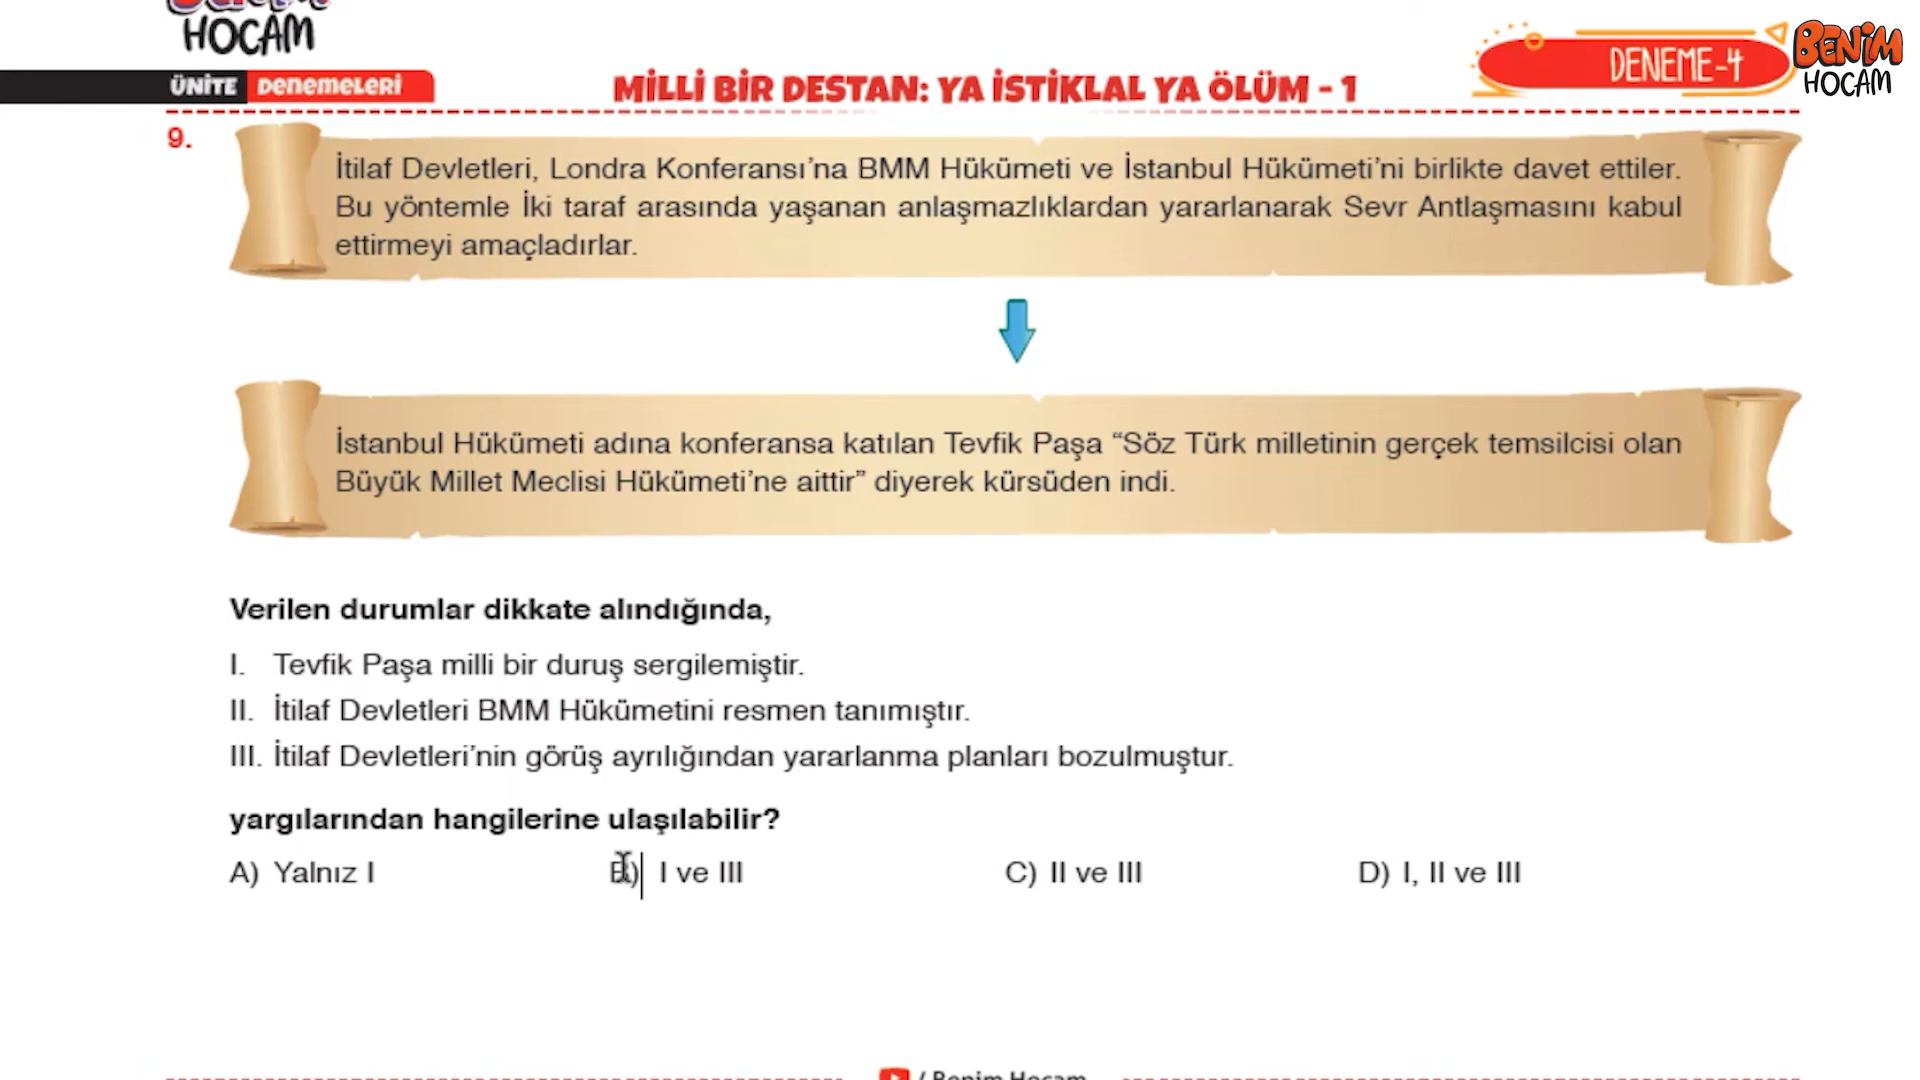 HOCAM
ÜNİTE DENEMELERİ
MİLLİ BİR DESTAN: YA İSTİKLAL YA ÖLÜM - 1
DENEME-4
BENİM
HOCAM
9.
İtilaf Devletleri, Londra Konferansı’na BMM Hükümeti ve İstanbul Hükümeti’ni birlikte davet ettiler.
Bu yöntemle İki taraf arasında yaşanan anlaşmazlıklardan yararlanarak Sevr Antlaşmasını kabul
ettirmeyi amaçladırlar.
İstanbul Hükümeti adına konferansa katılan Tevfik Paşa “Söz Türk milletinin gerçek temsilcisi olan
Büyük Millet Meclisi Hükümeti’ne aittir” diyerek kürsüden indi.
Verilen durumlar dikkate alındığında,
I. Tevfik Paşa milli bir duruş sergilemiştir.
II. İtilaf Devletleri BMM Hükümetini resmen tanımıştır.
III. İtilaf Devletleri’nin görüş ayrılığından yararlanma planları bozulmuştur.
yargılarından hangilerine ulaşılabilir?
A) Yalnız I B) I ve III C) II ve III D) I, II ve III
/ Benim Hocam